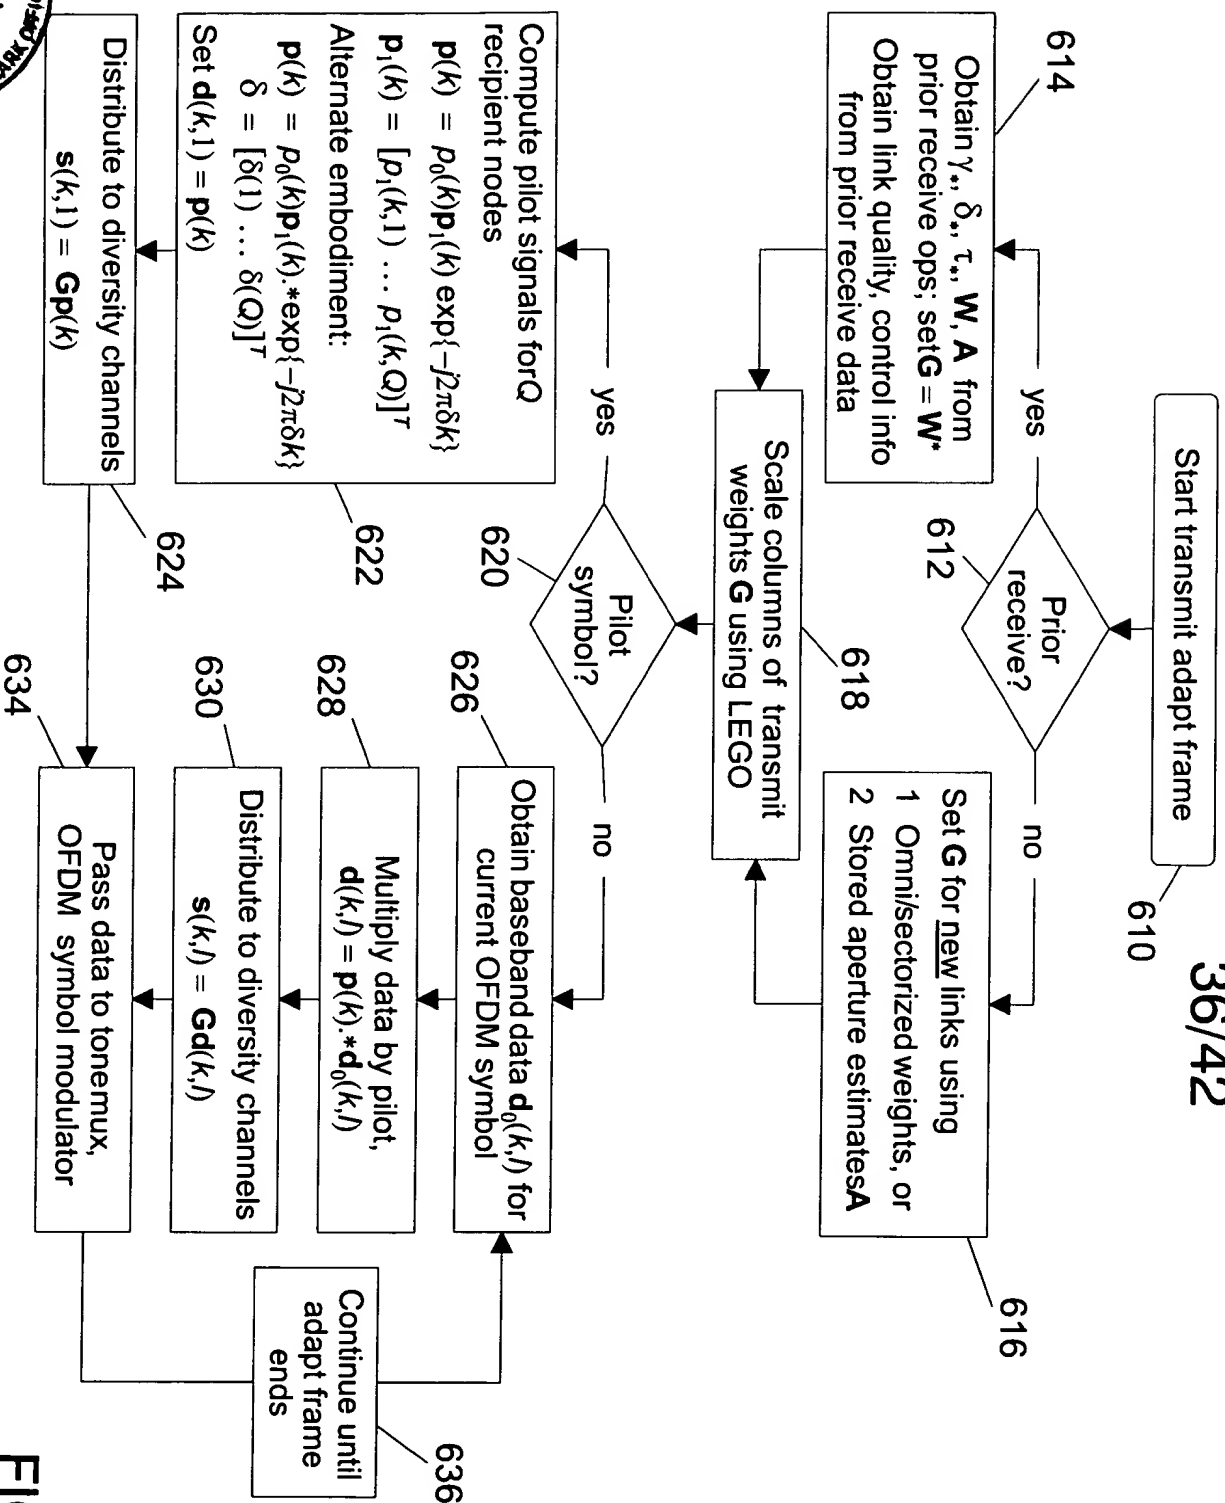 36/42
Start transmit adapt frame
610
Prior
receive?
612
yes
no
614
Obtain γ*, δ*, τ*, W, A from
prior receive ops; setG = W*
Obtain link quality, control info
from prior receive data
Set G for new links using
1 Omni/sectorized weights, or
2 Stored aperture estimatesA
616
Scale columns of transmit
weights G using LEGO
618
Pilot
symbol?
620
yes
no
Compute pilot signals forQ
recipient nodes
p(k) = p₀(k)p₁(k) exp{−j2πδk}
p₁(k) = [p₁(k,1) … p₁(k,Q)]ᵀ
Alternate embodiment:
p(k) = p₀(k)p₁(k).*exp{−j2πδk}
δ = [δ(1) … δ(Q)]ᵀ
Set d(k,1) = p(k)
622
Distribute to diversity channels
s(k,1) = Gp(k)
624
Obtain baseband data d₀(k,l) for
current OFDM symbol
626
Multiply data by pilot,
d(k,l) = p(k).*d₀(k,l)
628
Distribute to diversity channels
s(k,l) = Gd(k,l)
630
Pass data to tonemux,
OFDM symbol modulator
634
Continue until
adapt frame
ends
636